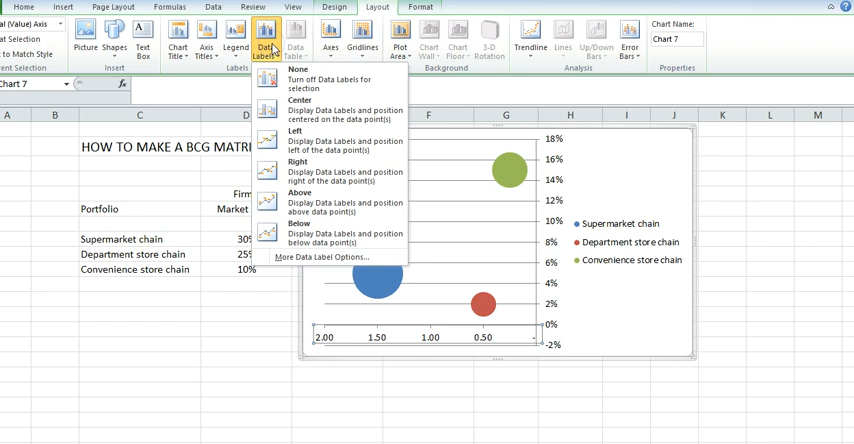 Home Insert Page Layout Formulas Data Review View Design Layout Format
al (Value) Axis
at Selection
to Match Style
rent Selection
Picture Shapes Text Box
Insert
Chart Title Axis Titles Legend Data Labels Data Table
Labels
Axes Gridlines
Plot Area Chart Wall Chart Floor 3-D Rotation
Background
Trendline Lines Up/Down Bars Error Bars
Analysis
Chart Name:
Chart 7
Properties
Chart 7 fx
None
Turn off Data Labels for
selection
Center
Display Data Labels and position
centered on the data point(s)
Left
Display Data Labels and position
left of the data point(s)
Right
Display Data Labels and position
right of the data point(s)
Above
Display Data Labels and position
above data point(s)
Below
Display Data Labels and position
below data point(s)
More Data Label Options...
A B C D F G H I J K L M
HOW TO MAKE A BCG MATRI
Firm
Portfolio Market
Supermarket chain 30%
Department store chain 25%
Convenience store chain 10%
18%
16%
14%
12%
10%
8%
6%
4%
2%
0%
-2%
2.00 1.50 1.00 0.50 -
Supermarket chain
Department store chain
Convenience store chain